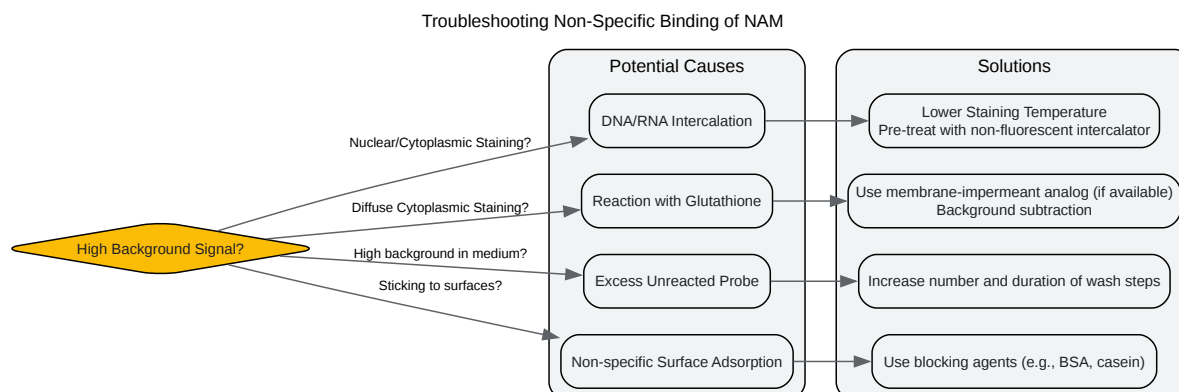 Troubleshooting Non-Specific Binding of NAM
Potential Causes
Solutions
High Background Signal?
Nuclear/Cytoplasmic Staining?
DNA/RNA Intercalation
Lower Staining Temperature
Pre-treat with non-fluorescent intercalator
Diffuse Cytoplasmic Staining?
Reaction with Glutathione
Use membrane-impermeant analog (if available)
Background subtraction
High background in medium?
Excess Unreacted Probe
Increase number and duration of wash steps
Sticking to surfaces?
Non-specific Surface Adsorption
Use blocking agents (e.g., BSA, casein)